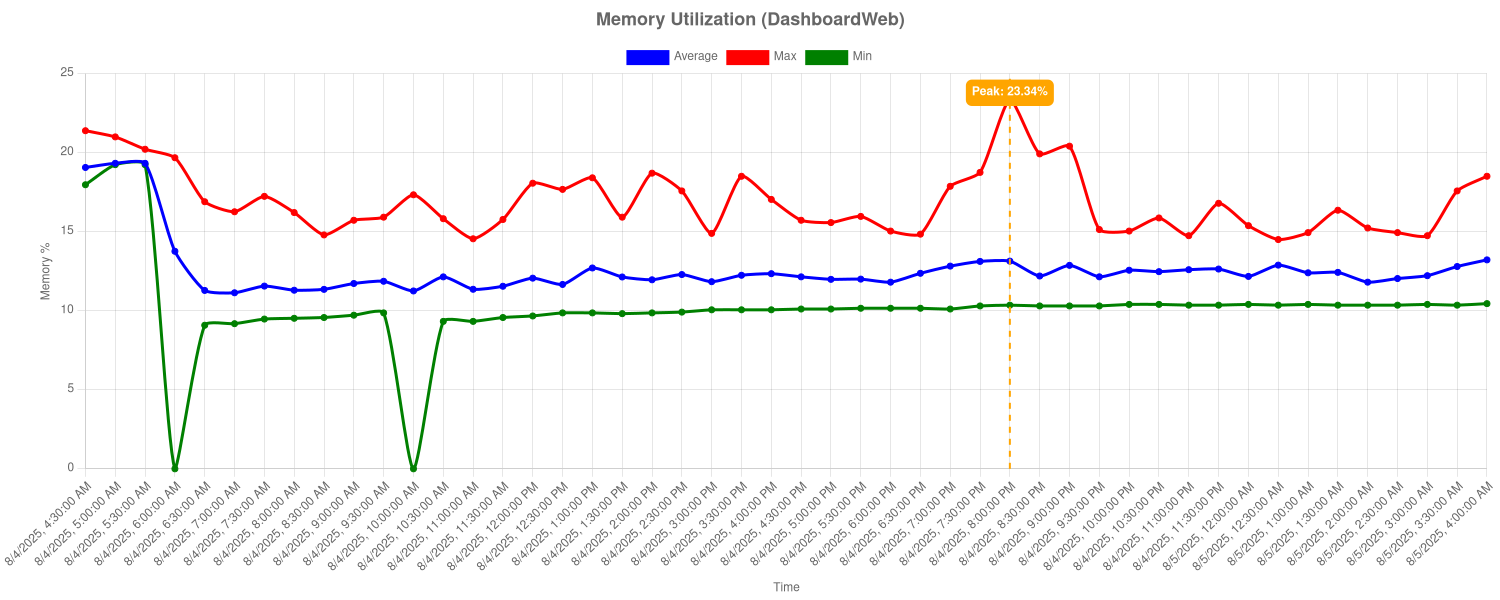 Memory Utilization (DashboardWeb)
Average
Max
Min
Peak: 23.34%
25
20
15
10
5
0
Memory %
8/4/2025, 4:30:00 AM
8/4/2025, 5:00:00 AM
8/4/2025, 5:30:00 AM
8/4/2025, 6:00:00 AM
8/4/2025, 6:30:00 AM
8/4/2025, 7:00:00 AM
8/4/2025, 7:30:00 AM
8/4/2025, 8:00:00 AM
8/4/2025, 8:30:00 AM
8/4/2025, 9:00:00 AM
8/4/2025, 9:30:00 AM
8/4/2025, 10:00:00 AM
8/4/2025, 10:30:00 AM
8/4/2025, 11:00:00 AM
8/4/2025, 11:30:00 AM
8/4/2025, 12:00:00 PM
8/4/2025, 12:30:00 PM
8/4/2025, 1:00:00 PM
8/4/2025, 1:30:00 PM
8/4/2025, 2:00:00 PM
8/4/2025, 2:30:00 PM
8/4/2025, 3:00:00 PM
8/4/2025, 3:30:00 PM
8/4/2025, 4:00:00 PM
8/4/2025, 4:30:00 PM
8/4/2025, 5:00:00 PM
8/4/2025, 5:30:00 PM
8/4/2025, 6:00:00 PM
8/4/2025, 6:30:00 PM
8/4/2025, 7:00:00 PM
8/4/2025, 7:30:00 PM
8/4/2025, 8:00:00 PM
8/4/2025, 8:30:00 PM
8/4/2025, 9:00:00 PM
8/4/2025, 9:30:00 PM
8/4/2025, 10:00:00 PM
8/4/2025, 10:30:00 PM
8/4/2025, 11:00:00 PM
8/4/2025, 11:30:00 PM
8/5/2025, 12:00:00 AM
8/5/2025, 12:30:00 AM
8/5/2025, 1:00:00 AM
8/5/2025, 1:30:00 AM
8/5/2025, 2:00:00 AM
8/5/2025, 2:30:00 AM
8/5/2025, 3:00:00 AM
8/5/2025, 3:30:00 AM
8/5/2025, 4:00:00 AM
Time